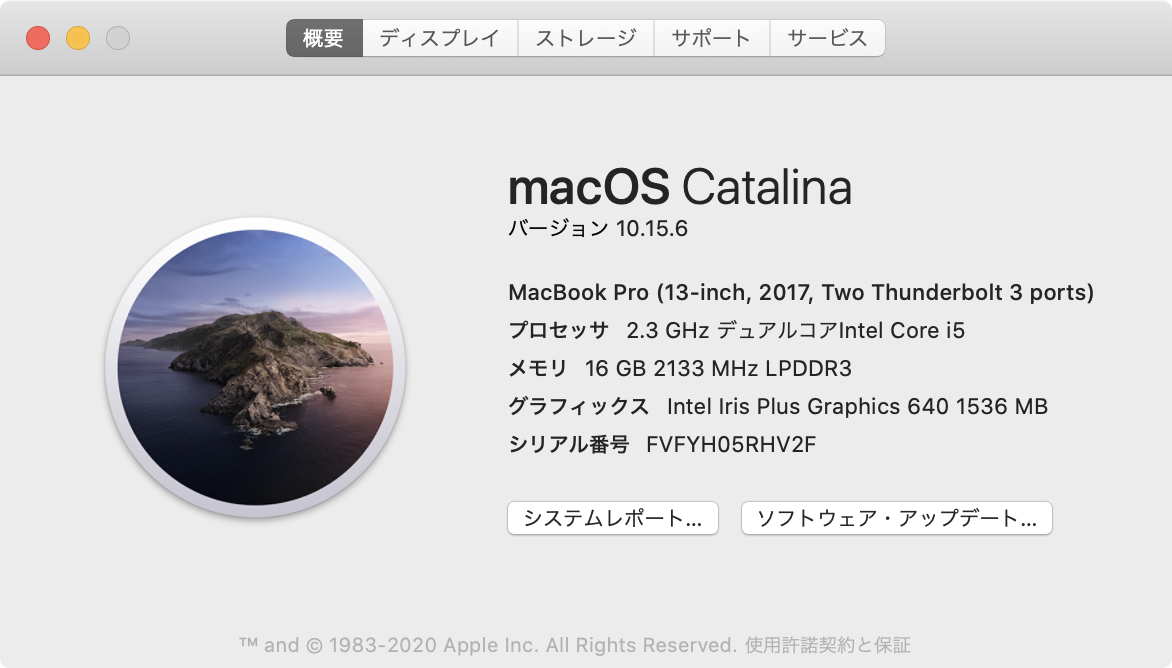 概要 ディスプレイ ストレージ サポート サービス
macOS Catalina
バージョン 10.15.6
MacBook Pro (13-inch, 2017, Two Thunderbolt 3 ports)
プロセッサ 2.3 GHz デュアルコアIntel Core i5
メモリ 16 GB 2133 MHz LPDDR3
グラフィックス Intel Iris Plus Graphics 640 1536 MB
シリアル番号 FVFYH05RHV2F
システムレポート... ソフトウェア・アップデート...
™ and © 1983-2020 Apple Inc. All Rights Reserved. 使用許諾契約と保証